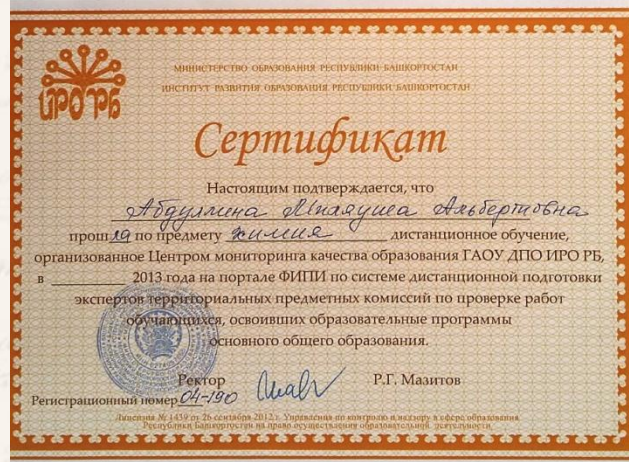 ИРО РБ
МИНИСТЕРСТВО ОБРАЗОВАНИЯ РЕСПУБЛИКИ БАШКОРТОСТАН
ИНСТИТУТ РАЗВИТИЯ ОБРАЗОВАНИЯ РЕСПУБЛИКИ БАШКОРТОСТАН
Сертификат
Настоящим подтверждается, что
Абдуллина Миляуша Альбертовна
прошла по предмету химия дистанционное обучение,
организованное Центром мониторинга качества образования ГАОУ ДПО ИРО РБ,
в 2013 года на портале ФИПИ по системе дистанционной подготовки
экспертов территориальных предметных комиссий по проверке работ
обучающихся, освоивших образовательные программы
основного общего образования.
Ректор Р.Г. Мазитов
Регистрационный номер 04-190
Лицензия № 1439 от 26 сентября 2012 г. Управления по контролю и надзору в сфере образования
Республики Башкортостан на право осуществления образовательной деятельности